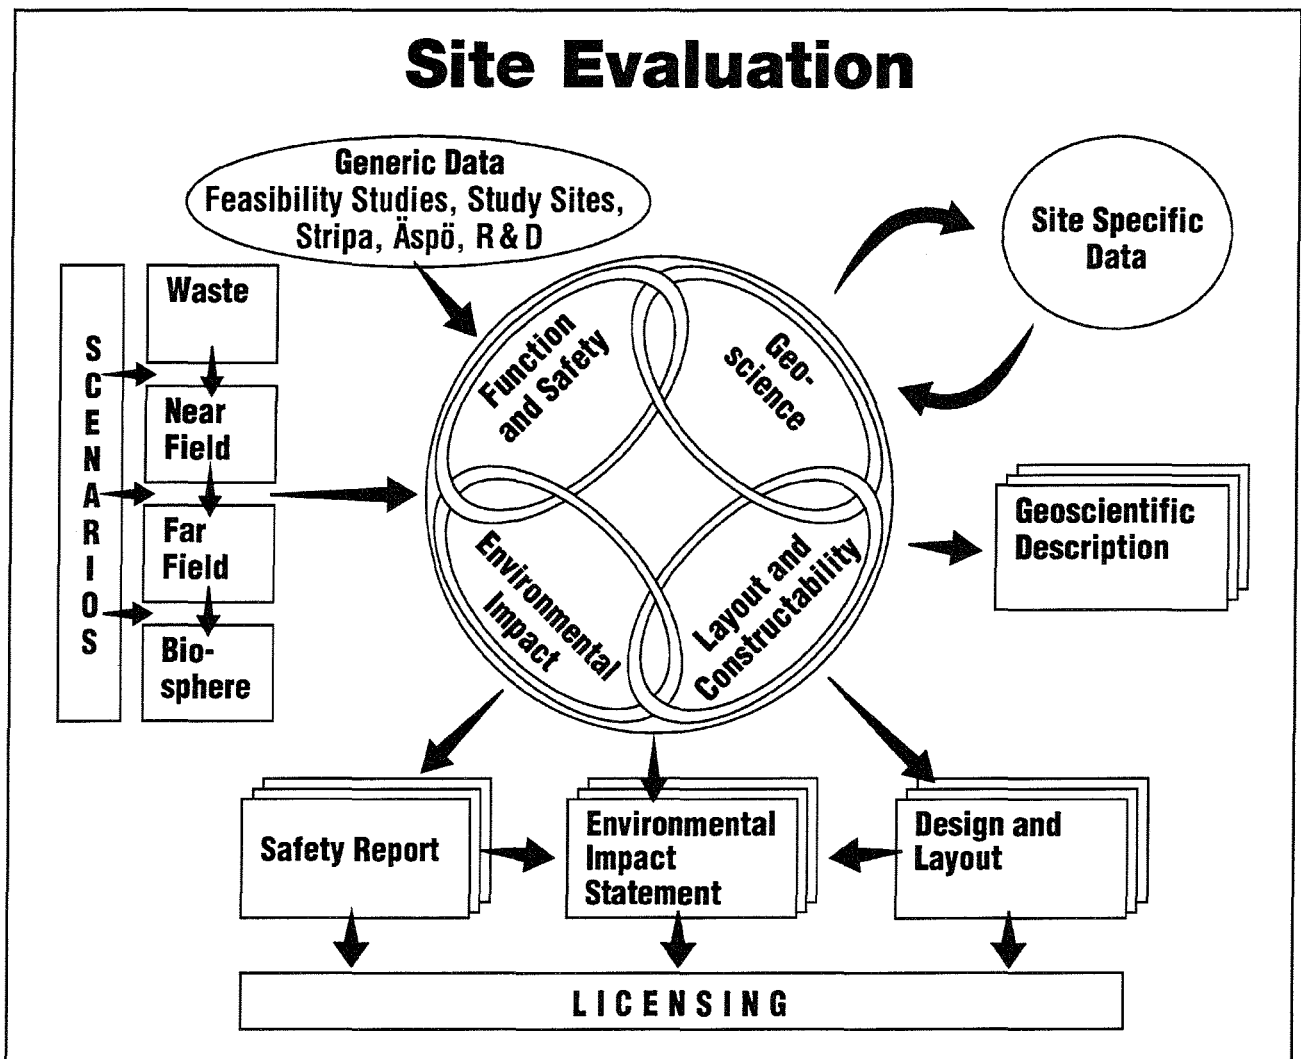 Site Evaluation
Generic Data
Feasibility Studies, Study Sites,
Stripa, Äspö, R & D
Site Specific
Data
SCENARIOS
Waste
Near
Field
Far
Field
Bio-
sphere
Function
and Safety
Geo-
science
Environmental
Impact
Layout and
Constructability
Geoscientific
Description
Safety Report
Environmental
Impact
Statement
Design and
Layout
LICENSING